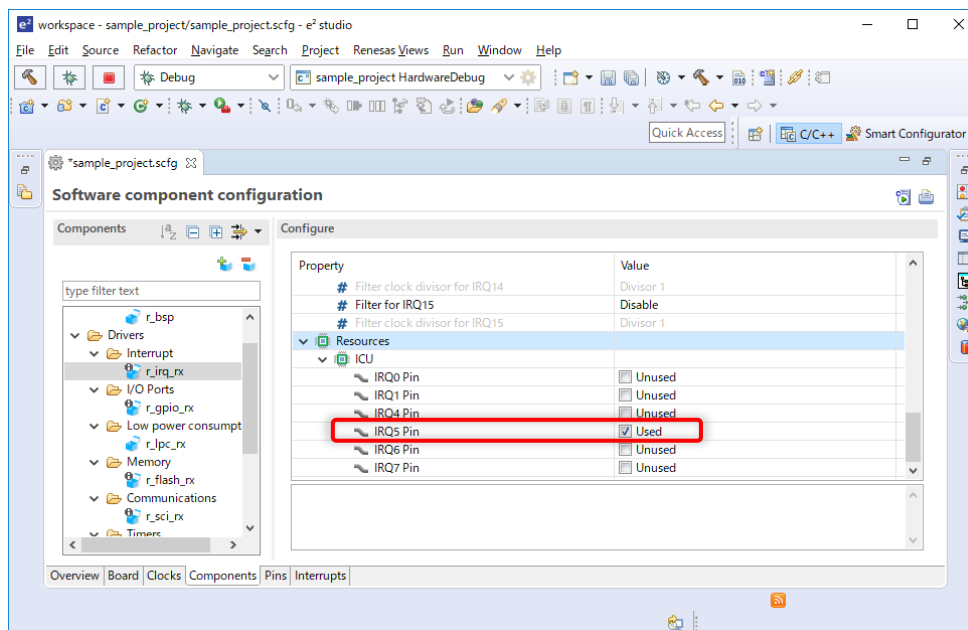 workspace - sample_project/sample_project.scfg - e² studio
File Edit Source Refactor Navigate Search Project Renesas Views Run Window Help
Debug sample_project HardwareDebug
Quick Access C/C++ Smart Configurator
*sample_project.scfg
Software component configuration
Components
Configure
type filter text
r_bsp
Drivers
Interrupt
r_irq_rx
I/O Ports
r_gpio_rx
Low power consumpt
r_lpc_rx
Memory
r_flash_rx
Communications
r_sci_rx
Timers
Property Value
# Filter clock divisor for IRQ14 Divisor 1
# Filter for IRQ15 Disable
# Filter clock divisor for IRQ15 Divisor 1
Resources
ICU
IRQ0 Pin Unused
IRQ1 Pin Unused
IRQ4 Pin Unused
IRQ5 Pin Used
IRQ6 Pin Unused
IRQ7 Pin Unused
Overview Board Clocks Components Pins Interrupts